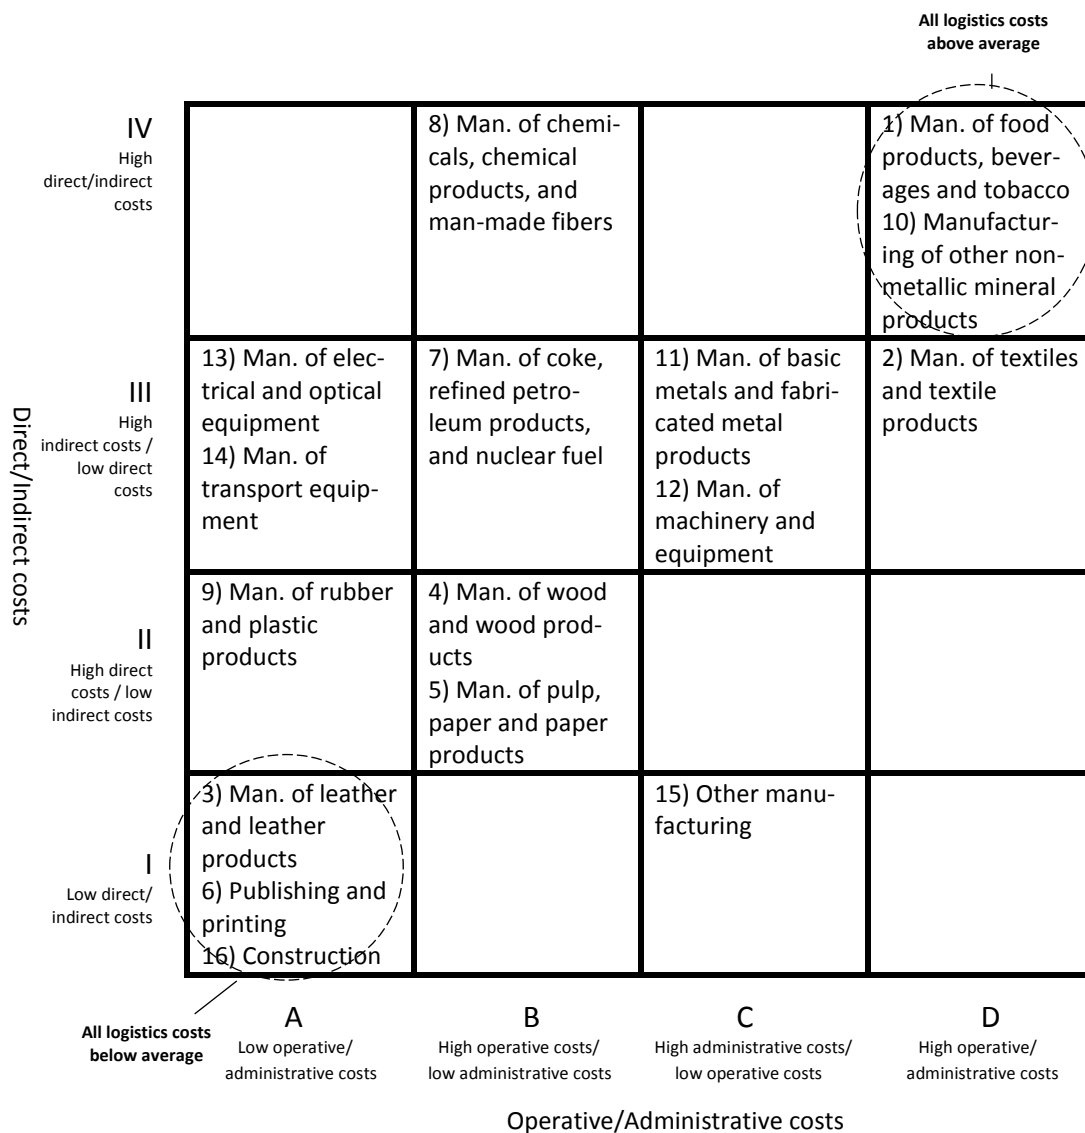 All logistics costs
above average
IV
High
direct/indirect
costs
8) Man. of chemi-
cals, chemical
products, and
man-made fibers
1) Man. of food
products, bever-
ages and tobacco
10) Manufactur-
ing of other non-
metallic mineral
products
Direct/Indirect costs
III
High
indirect costs /
low direct
costs
13) Man. of elec-
trical and optical
equipment
14) Man. of
transport equip-
ment
7) Man. of coke,
refined petro-
leum products,
and nuclear fuel
11) Man. of basic
metals and fabri-
cated metal
products
12) Man. of
machinery and
equipment
2) Man. of textiles
and textile
products
II
High direct
costs / low
indirect costs
9) Man. of rubber
and plastic
products
4) Man. of wood
and wood prod-
ucts
5) Man. of pulp,
paper and paper
products
I
Low direct/
indirect costs
3) Man. of leather
and leather
products
6) Publishing and
printing
16) Construction
15) Other manu-
facturing
All logistics costs
below average
A
Low operative/
administrative costs
B
High operative costs/
low administrative costs
C
High administrative costs/
low operative costs
D
High operative/
administrative costs
Operative/Administrative costs